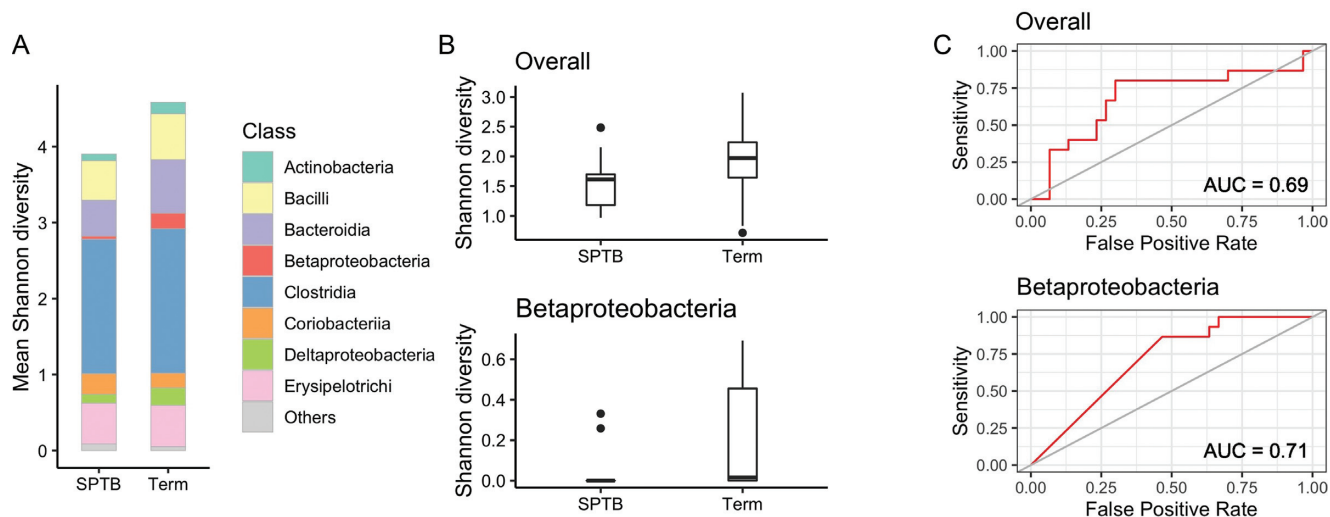 A
Mean Shannon diversity
4
3
2
1
0
SPTB Term
Class
Actinobacteria
Bacilli
Bacteroidia
Betaproteobacteria
Clostridia
Coriobacteriia
Deltaproteobacteria
Erysipelotrichi
Others
B
Overall
Shannon diversity
3.0
2.5
2.0
1.5
1.0
SPTB Term
Betaproteobacteria
Shannon diversity
0.6
0.4
0.2
0.0
SPTB Term
C
Overall
Sensitivity
1.00
0.75
0.50
0.25
0.00
AUC = 0.69
0.00 0.25 0.50 0.75 1.00
False Positive Rate
Betaproteobacteria
Sensitivity
1.00
0.75
0.50
0.25
0.00
AUC = 0.71
0.00 0.25 0.50 0.75 1.00
False Positive Rate